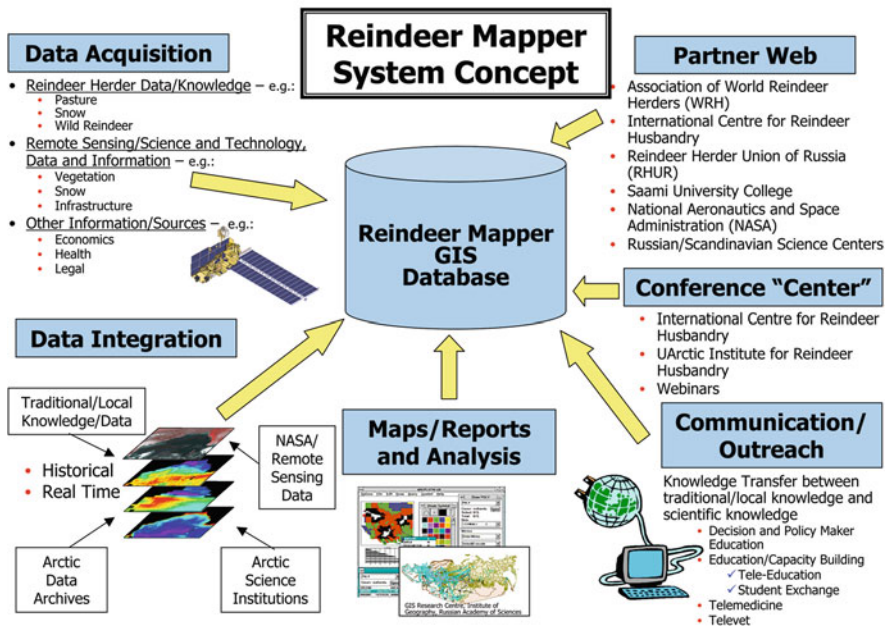 Reindeer Mapper
System Concept
Data Acquisition
• Reindeer Herder Data/Knowledge – e.g.:
• Pasture
• Snow
• Wild Reindeer
• Remote Sensing/Science and Technology,
Data and Information – e.g.:
• Vegetation
• Snow
• Infrastructure
• Other Information/Sources – e.g.:
• Economics
• Health
• Legal
Reindeer Mapper
GIS
Database
Partner Web
• Association of World Reindeer
Herders (WRH)
• International Centre for Reindeer
Husbandry
• Reindeer Herder Union of Russia
(RHUR)
• Saami University College
• National Aeronautics and Space
Administration (NASA)
• Russian/Scandinavian Science Centers
Conference “Center”
• International Centre for Reindeer
Husbandry
• UArctic Institute for Reindeer
Husbandry
• Webinars
Data Integration
Traditional/Local
Knowledge/Data
• Historical
• Real Time
NASA/
Remote
Sensing
Data
Arctic
Data
Archives
Arctic
Science
Institutions
Maps/Reports
and Analysis
GIS Research Centre, Institute of
Geography, Russian Academy of Sciences
Communication/
Outreach
Knowledge Transfer between
traditional/local knowledge and
scientific knowledge
• Decision and Policy Maker
Education
• Education/Capacity Building
✓ Tele-Education
✓ Student Exchange
• Telemedicine
• Televet